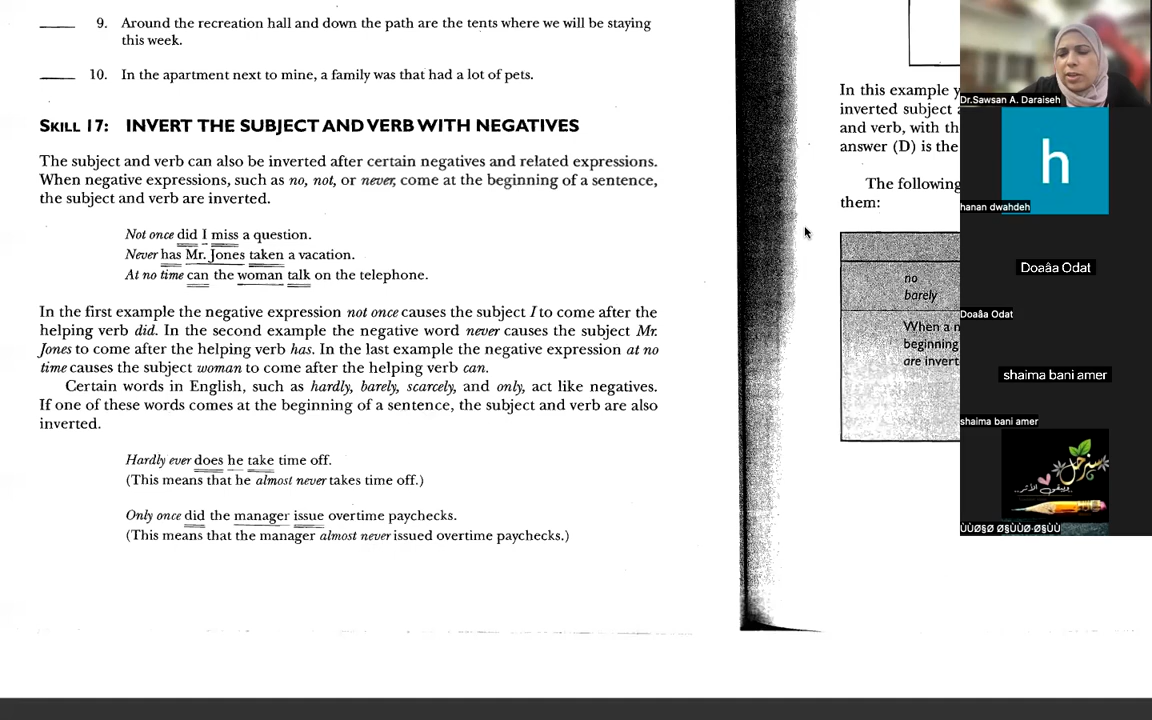 9. Around the recreation hall and down the path are the tents where we will be staying
this week.
10. In the apartment next to mine, a family was that had a lot of pets.
SKILL 17: INVERT THE SUBJECT AND VERB WITH NEGATIVES
The subject and verb can also be inverted after certain negatives and related expressions.
When negative expressions, such as no, not, or never, come at the beginning of a sentence,
the subject and verb are inverted.
Not once did I miss a question.
Never has Mr. Jones taken a vacation.
At no time can the woman talk on the telephone.
In the first example the negative expression not once causes the subject I to come after the
helping verb did. In the second example the negative word never causes the subject Mr.
Jones to come after the helping verb has. In the last example the negative expression at no
time causes the subject woman to come after the helping verb can.
Certain words in English, such as hardly, barely, scarcely, and only, act like negatives.
If one of these words comes at the beginning of a sentence, the subject and verb are also
inverted.
Hardly ever does he take time off.
(This means that he almost never takes time off.)
Only once did the manager issue overtime paychecks.
(This means that the manager almost never issued overtime paychecks.)
In this example y
inverted subject
and verb, with th
answer (D) is the
The following
them:
no
barely
When a n
beginning
are invert
Dr.Sawsan A. Daraiseh
h
hanan dwahdeh
Doaâa Odat
Doaâa Odat
shaima bani amer
shaima bani amer